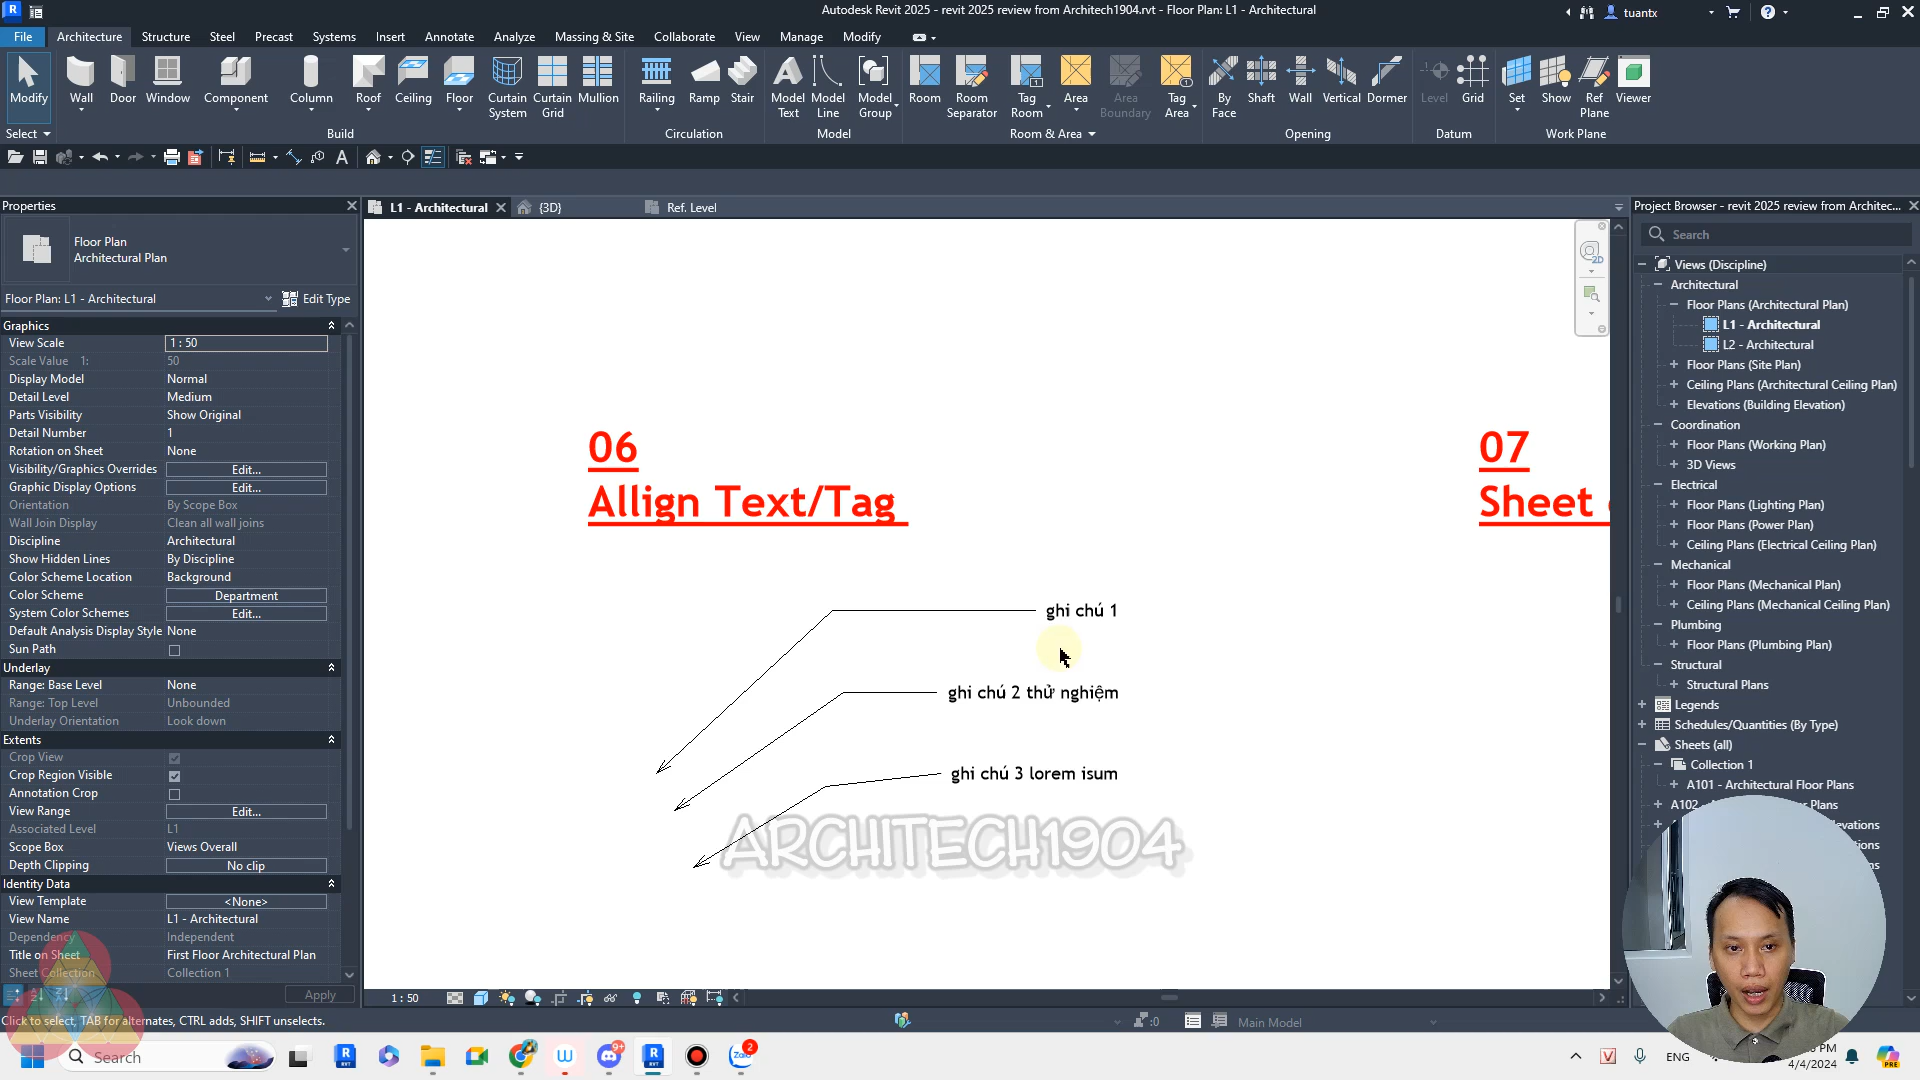 Autodesk Revit 2025 - revit 2025 review from Architech1904.rvt - Floor Plan: L1 - Architectural
tuantx
File Architecture Structure Steel Precast Systems Insert Annotate Analyze Massing & Site Collaborate View Manage Modify
Modify Wall Door Window Component Column Roof Ceiling Floor Curtain System Curtain Grid Mullion Railing Ramp Stair Model Text Model Line Model Group Room Room Separator Tag Room Area Area Boundary Tag Area By Face Shaft Wall Vertical Dormer Level Grid Set Show Ref Plane Viewer
Select Build Circulation Model Room & Area Opening Datum Work Plane
Properties
Floor Plan
Architectural Plan
Floor Plan: L1 - Architectural Edit Type
Graphics
View Scale 1 : 50
Scale Value 1: 50
Display Model Normal
Detail Level Medium
Parts Visibility Show Original
Detail Number 1
Rotation on Sheet None
Visibility/Graphics Overrides Edit...
Graphic Display Options Edit...
Orientation By Scope Box
Wall Join Display Clean all wall joins
Discipline Architectural
Show Hidden Lines By Discipline
Color Scheme Location Background
Color Scheme Department
System Color Schemes Edit...
Default Analysis Display Style None
Sun Path
Underlay
Range: Base Level None
Range: Top Level Unbounded
Underlay Orientation Look down
Extents
Crop View
Crop Region Visible
Annotation Crop
View Range Edit...
Associated Level L1
Scope Box Views Overall
Depth Clipping No clip
Identity Data
View Template <None>
View Name L1 - Architectural
Dependency Independent
Title on Sheet First Floor Architectural Plan
Sheet Collection Collection 1
Apply
L1 - Architectural {3D} Ref. Level
2D
06
Allign Text/Tag
07
Sheet
ghi chú 1
ghi chú 2 thử nghiệm
ghi chú 3 lorem isum
ARCHITECH1904
1 : 50
Project Browser - revit 2025 review from Architec...
Search
Views (Discipline)
Architectural
Floor Plans (Architectural Plan)
L1 - Architectural
L2 - Architectural
Floor Plans (Site Plan)
Ceiling Plans (Architectural Ceiling Plan)
Elevations (Building Elevation)
Coordination
Floor Plans (Working Plan)
3D Views
Electrical
Floor Plans (Lighting Plan)
Floor Plans (Power Plan)
Ceiling Plans (Electrical Ceiling Plan)
Mechanical
Floor Plans (Mechanical Plan)
Ceiling Plans (Mechanical Ceiling Plan)
Plumbing
Floor Plans (Plumbing Plan)
Structural
Structural Plans
Legends
Schedules/Quantities (By Type)
Sheets (all)
Collection 1
A101 - Architectural Floor Plans
A102
Click to select, TAB for alternates, CTRL adds, SHIFT unselects.
:0 Main Model
Search
9+
2
ENG
PM
4/4/2024
PRE